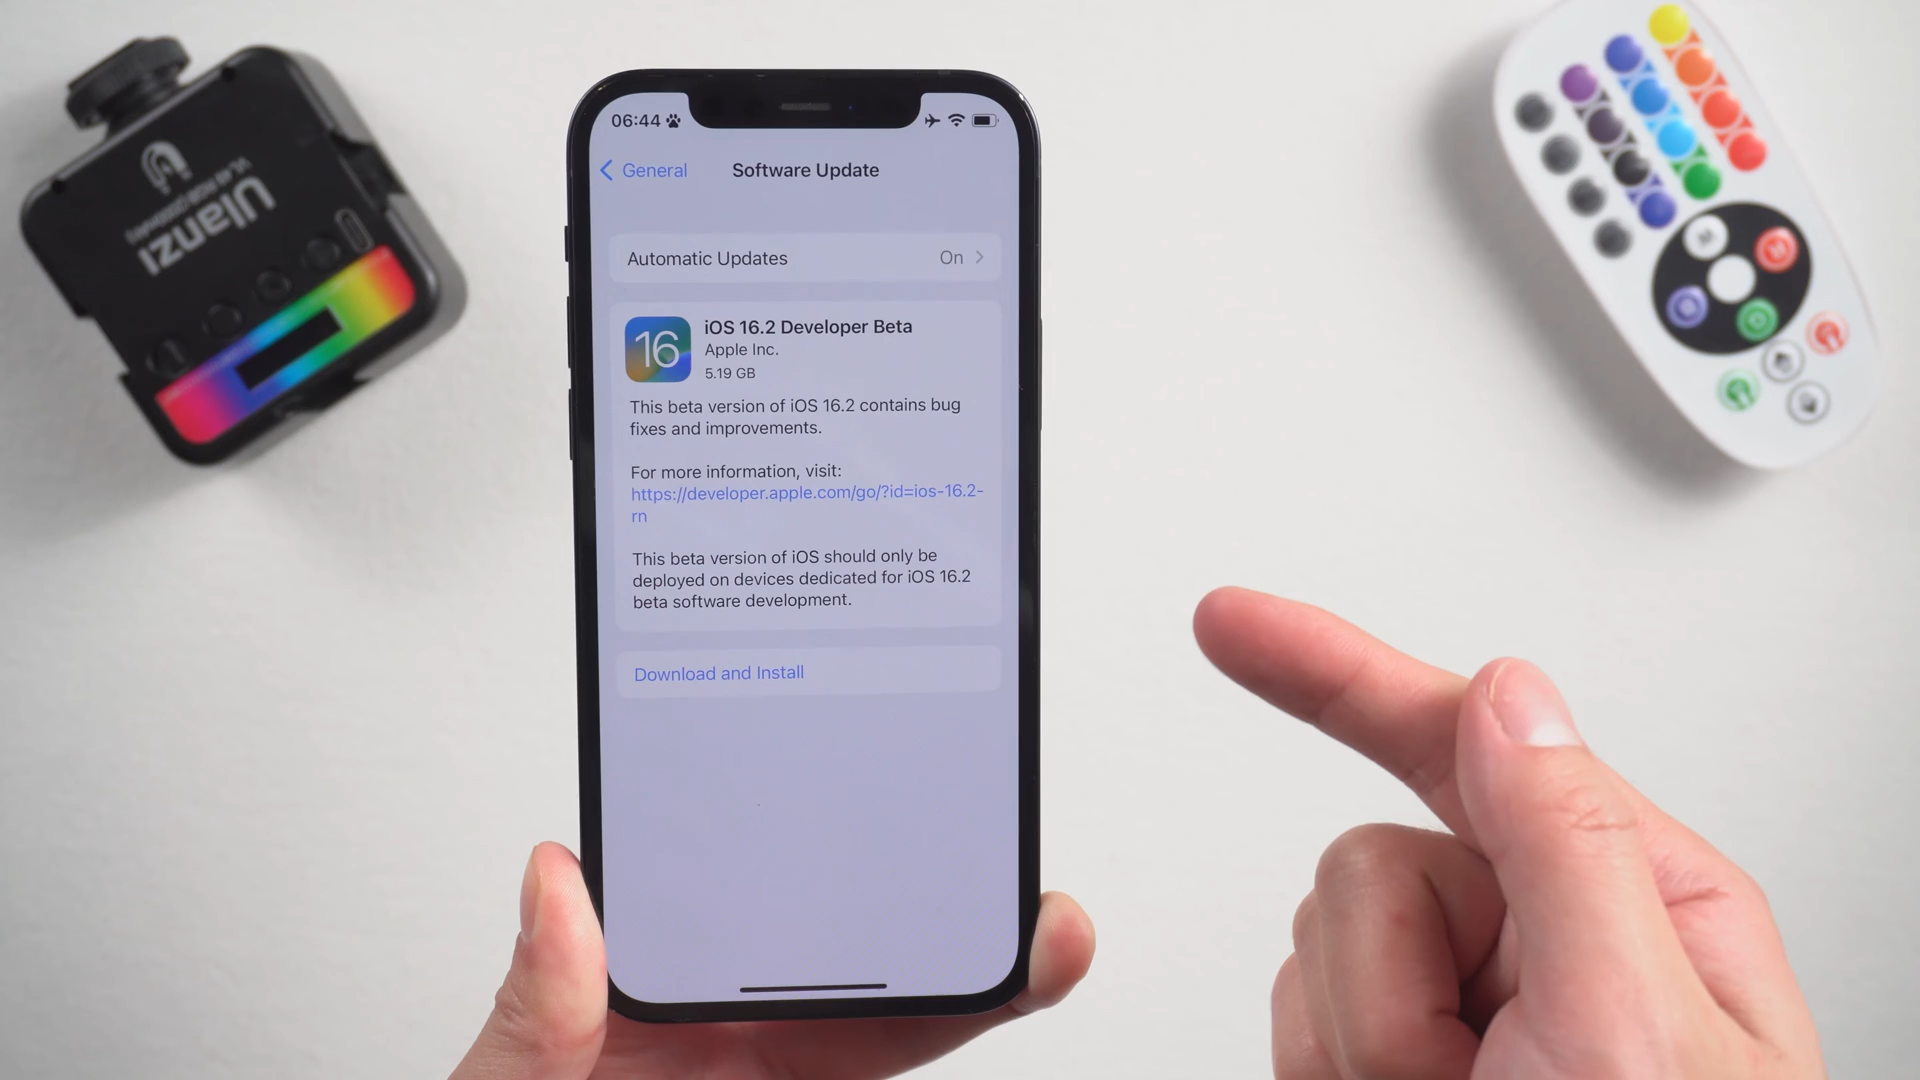 06:44
General
Software Update
Automatic Updates
On
16
iOS 16.2 Developer Beta
Apple Inc.
5.19 GB
This beta version of iOS 16.2 contains bug
fixes and improvements.
For more information, visit:
https://developer.apple.com/go/?id=ios-16.2-
rn
This beta version of iOS should only be
deployed on devices dedicated for iOS 16.2
beta software development.
Download and Install
Ulanzi